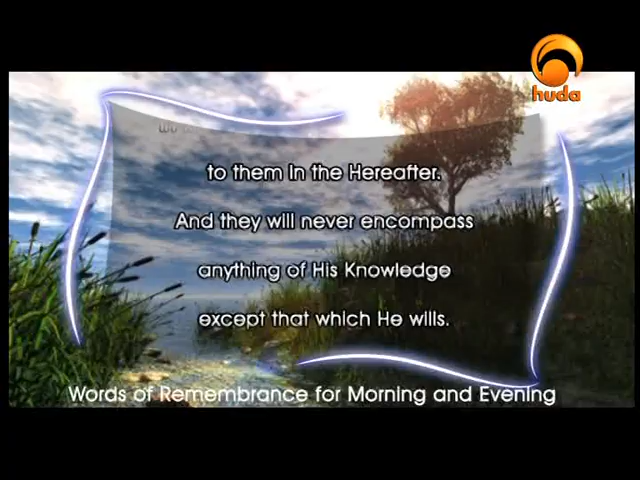 huda
to them in the Hereafter.
And they will never encompass
anything of His Knowledge
except that which He wills.
Words of Remembrance for Morning and Evening